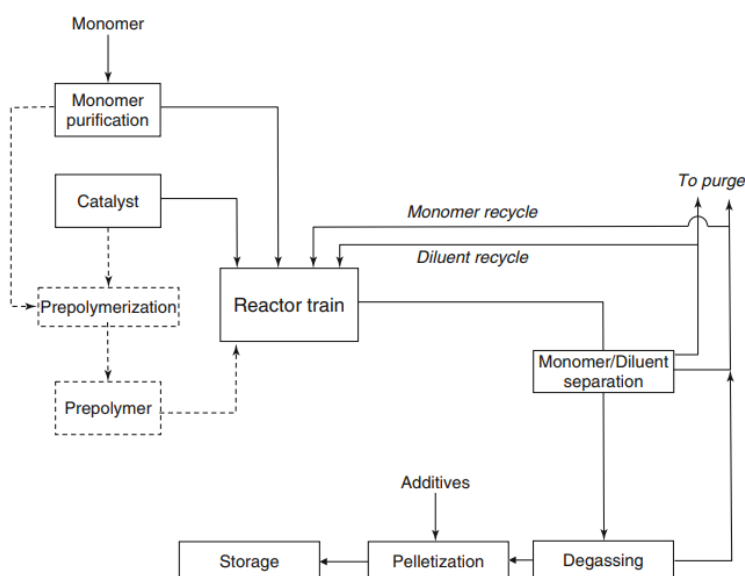 Monomer
Monomer
purification
Catalyst
To purge
Monomer recycle
Diluent recycle
Prepolymerization
Reactor train
Monomer/Diluent
separation
Prepolymer
Additives
Storage
Pelletization
Degassing